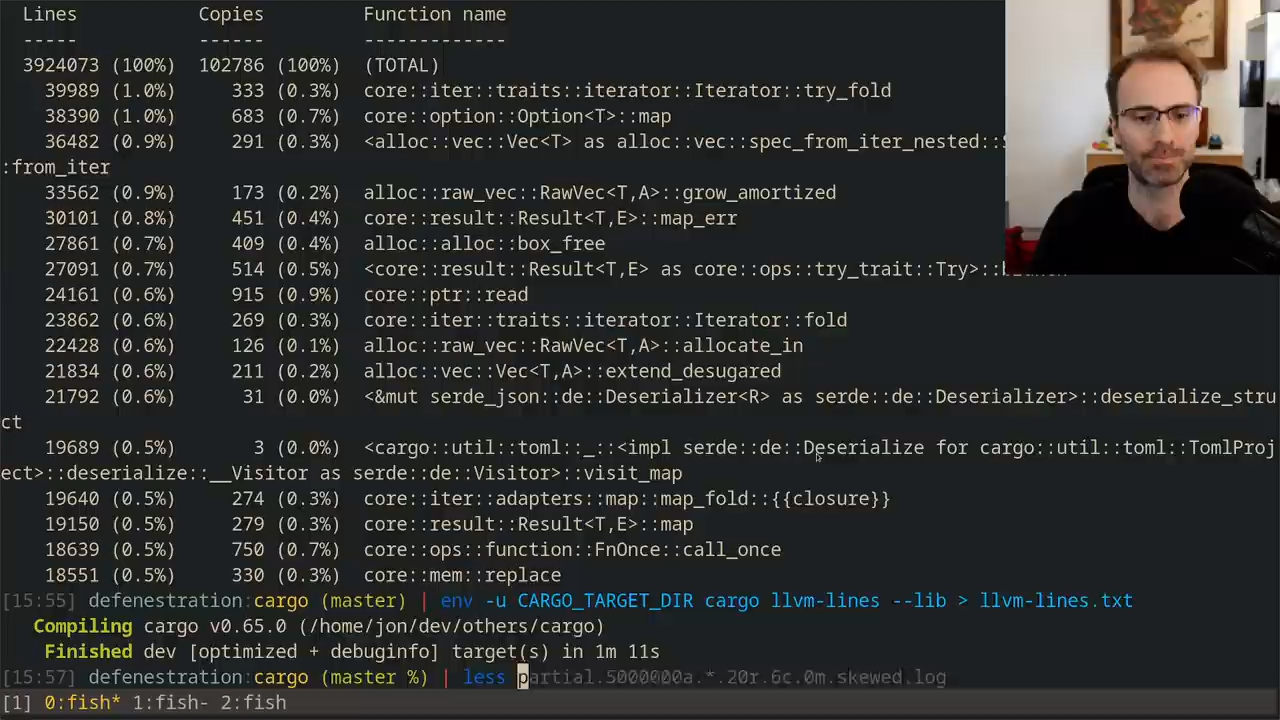 Lines Copies Function name
----- ------ -------------
3924073 (100%) 102786 (100%) (TOTAL)
39989 (1.0%) 333 (0.3%) core::iter::traits::iterator::Iterator::try_fold
38390 (1.0%) 683 (0.7%) core::option::Option<T>::map
36482 (0.9%) 291 (0.3%) <alloc::vec::Vec<T> as alloc::vec::spec_from_iter_nested::
:from_iter
33562 (0.9%) 173 (0.2%) alloc::raw_vec::RawVec<T,A>::grow_amortized
30101 (0.8%) 451 (0.4%) core::result::Result<T,E>::map_err
27861 (0.7%) 409 (0.4%) alloc::alloc::box_free
27091 (0.7%) 514 (0.5%) <core::result::Result<T,E> as core::ops::try_trait::Try>::
24161 (0.6%) 915 (0.9%) core::ptr::read
23862 (0.6%) 269 (0.3%) core::iter::traits::iterator::Iterator::fold
22428 (0.6%) 126 (0.1%) alloc::raw_vec::RawVec<T,A>::allocate_in
21834 (0.6%) 211 (0.2%) alloc::vec::Vec<T,A>::extend_desugared
21792 (0.6%) 31 (0.0%) <&mut serde_json::de::Deserializer<R> as serde::de::Deserializer>::deserialize_stru
ct
19689 (0.5%) 3 (0.0%) <cargo::util::toml::_::<impl serde::de::Deserialize for cargo::util::toml::TomlProj
ect>::deserialize::__Visitor as serde::de::Visitor>::visit_map
19640 (0.5%) 274 (0.3%) core::iter::adapters::map::map_fold::{{closure}}
19150 (0.5%) 279 (0.3%) core::result::Result<T,E>::map
18639 (0.5%) 750 (0.7%) core::ops::function::FnOnce::call_once
18551 (0.5%) 330 (0.3%) core::mem::replace
[15:55] defenestration:cargo (master) | env -u CARGO_TARGET_DIR cargo llvm-lines --lib > llvm-lines.txt
Compiling cargo v0.65.0 (/home/jon/dev/others/cargo)
Finished dev [optimized + debuginfo] target(s) in 1m 11s
[15:57] defenestration:cargo (master %) | less partial.5000000a.*.20r.6c.0m.skewed.log
[1] 0:fish* 1:fish- 2:fish